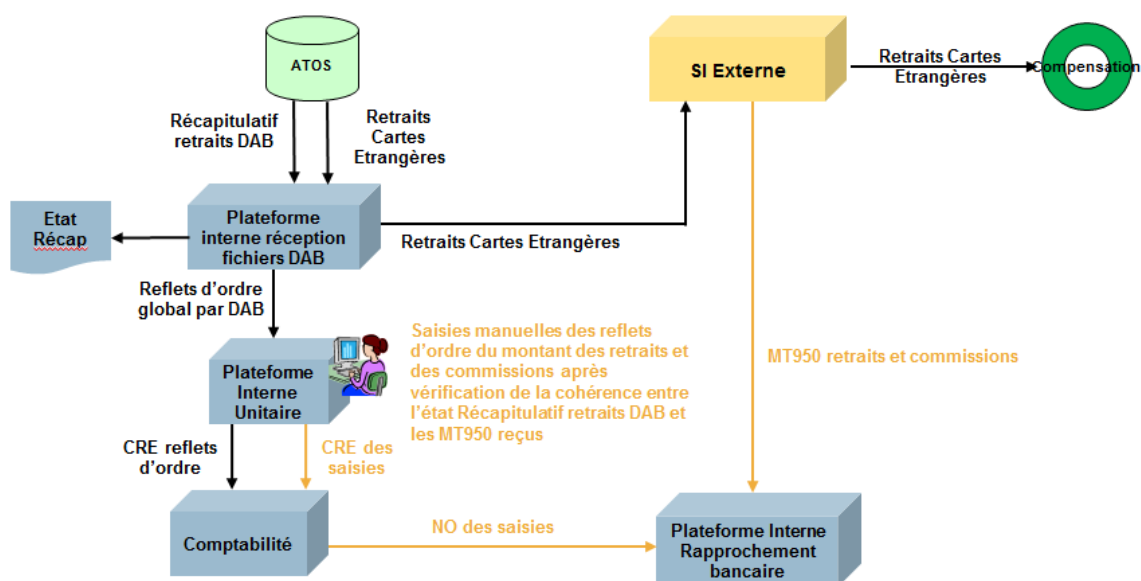 ATOS
SI Externe
Retraits Cartes
Etrangères
Compensation
Récapitulatif
retraits DAB
Retraits
Cartes
Etrangères
Etat
Récap
Plateforme
interne réception
fichiers DAB
Retraits Cartes Etrangères
Reflets d'ordre
global par DAB
Plateforme
Interne
Unitaire
Saisies manuelles des reflets
d'ordre du montant des retraits et
des commissions après
vérification de la cohérence entre
l'état Récapitulatif retraits DAB et
les MT950 reçus
MT950 retraits et commissions
CRE reflets
d'ordre
CRE des
saisies
Comptabilité
NO des saisies
Plateforme Interne
Rapprochement
bancaire